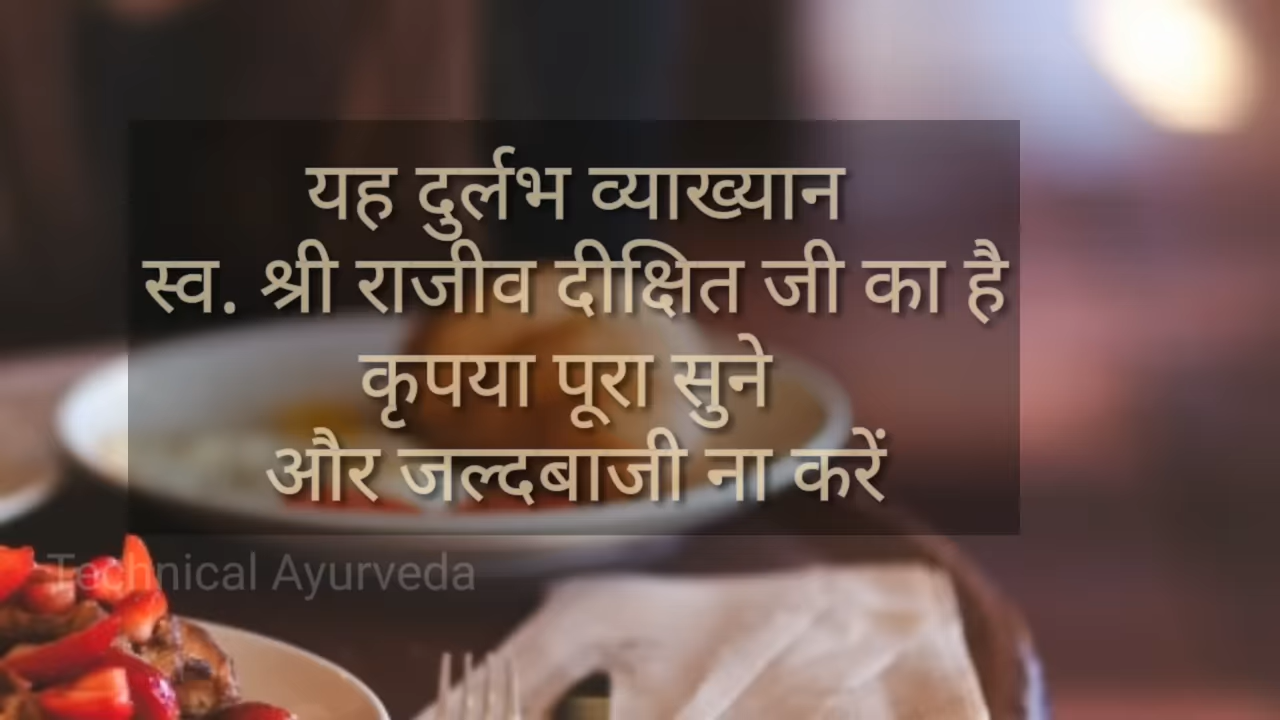 यह दुर्लभ व्याख्यान
स्व. श्री राजीव दीक्षित जी का है
कृपया पूरा सुने
और जल्दबाजी ना करें
Technical Ayurveda